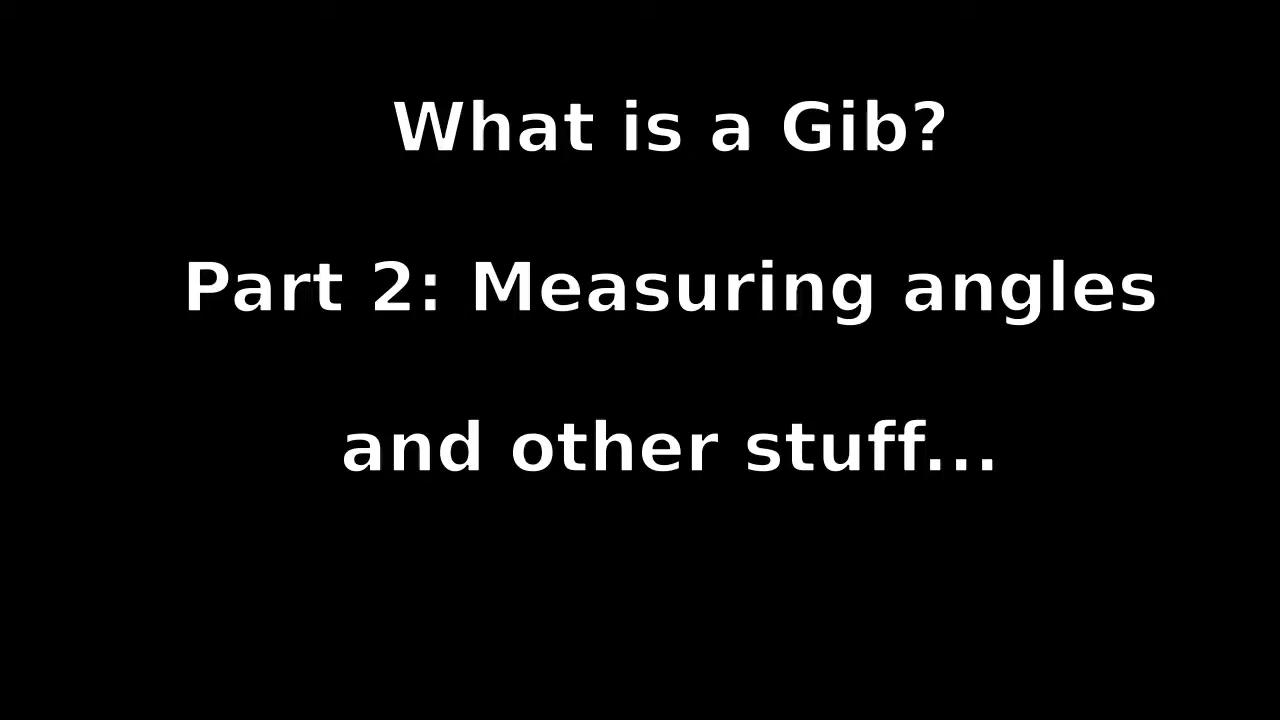 What is a Gib?
Part 2: Measuring angles
and other stuff...